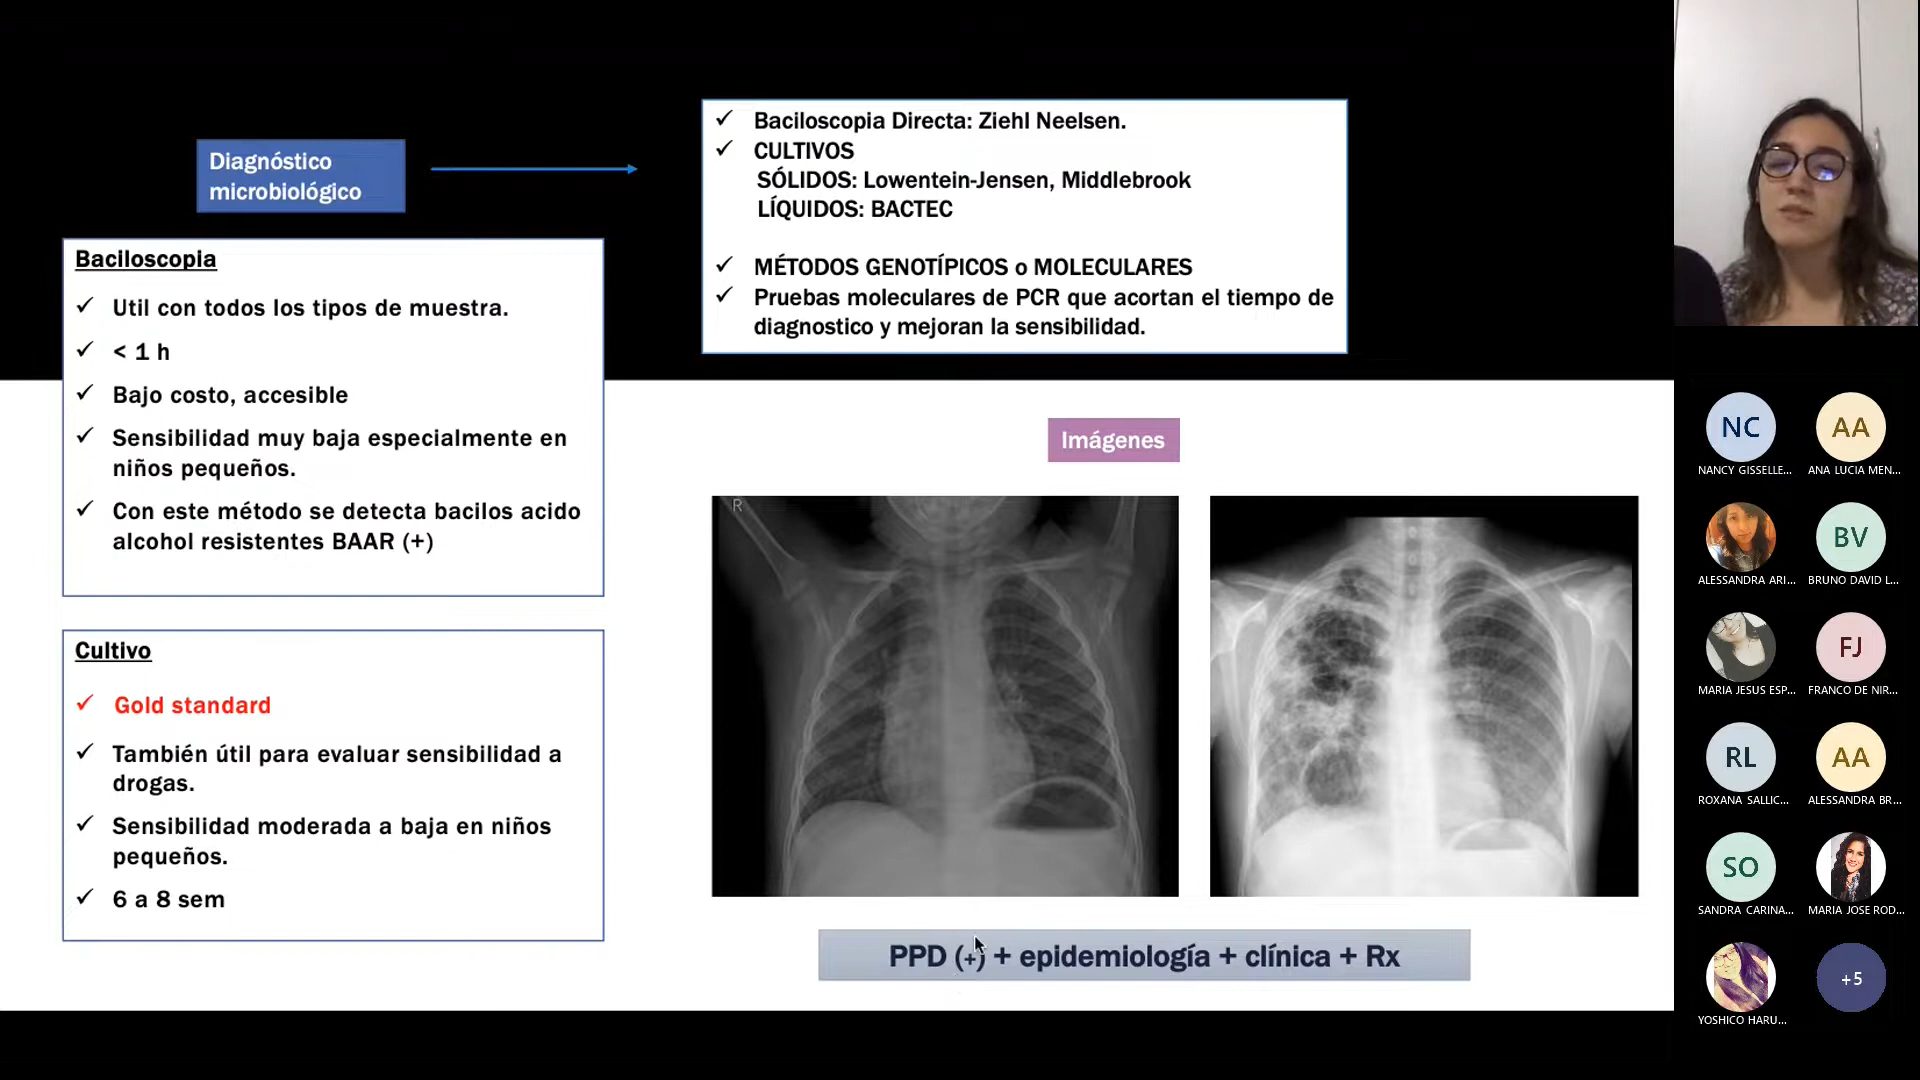 Diagnóstico
microbiológico
✓ Baciloscopia Directa: Ziehl Neelsen.
✓ CULTIVOS
SÓLIDOS: Lowentein-Jensen, Middlebrook
LÍQUIDOS: BACTEC
✓ MÉTODOS GENOTÍPICOS o MOLECULARES
✓ Pruebas moleculares de PCR que acortan el tiempo de
diagnostico y mejoran la sensibilidad.
Baciloscopia
✓ Util con todos los tipos de muestra.
✓ < 1 h
✓ Bajo costo, accesible
✓ Sensibilidad muy baja especialmente en
niños pequeños.
✓ Con este método se detecta bacilos acido
alcohol resistentes BAAR (+)
Cultivo
✓ Gold standard
✓ También útil para evaluar sensibilidad a
drogas.
✓ Sensibilidad moderada a baja en niños
pequeños.
✓ 6 a 8 sem
Imágenes
R
PPD (+) + epidemiología + clínica + Rx
NC
NANCY GISSELLE...
AA
ANA LUCIA MEN...
ALESSANDRA ARI...
BV
BRUNO DAVID L...
MARIA JESUS ESP...
FJ
FRANCO DE NIR...
RL
ROXANA SALLIC...
AA
ALESSANDRA BR...
SO
SANDRA CARINA...
MARIA JOSE ROD...
YOSHICO HARU...
+5